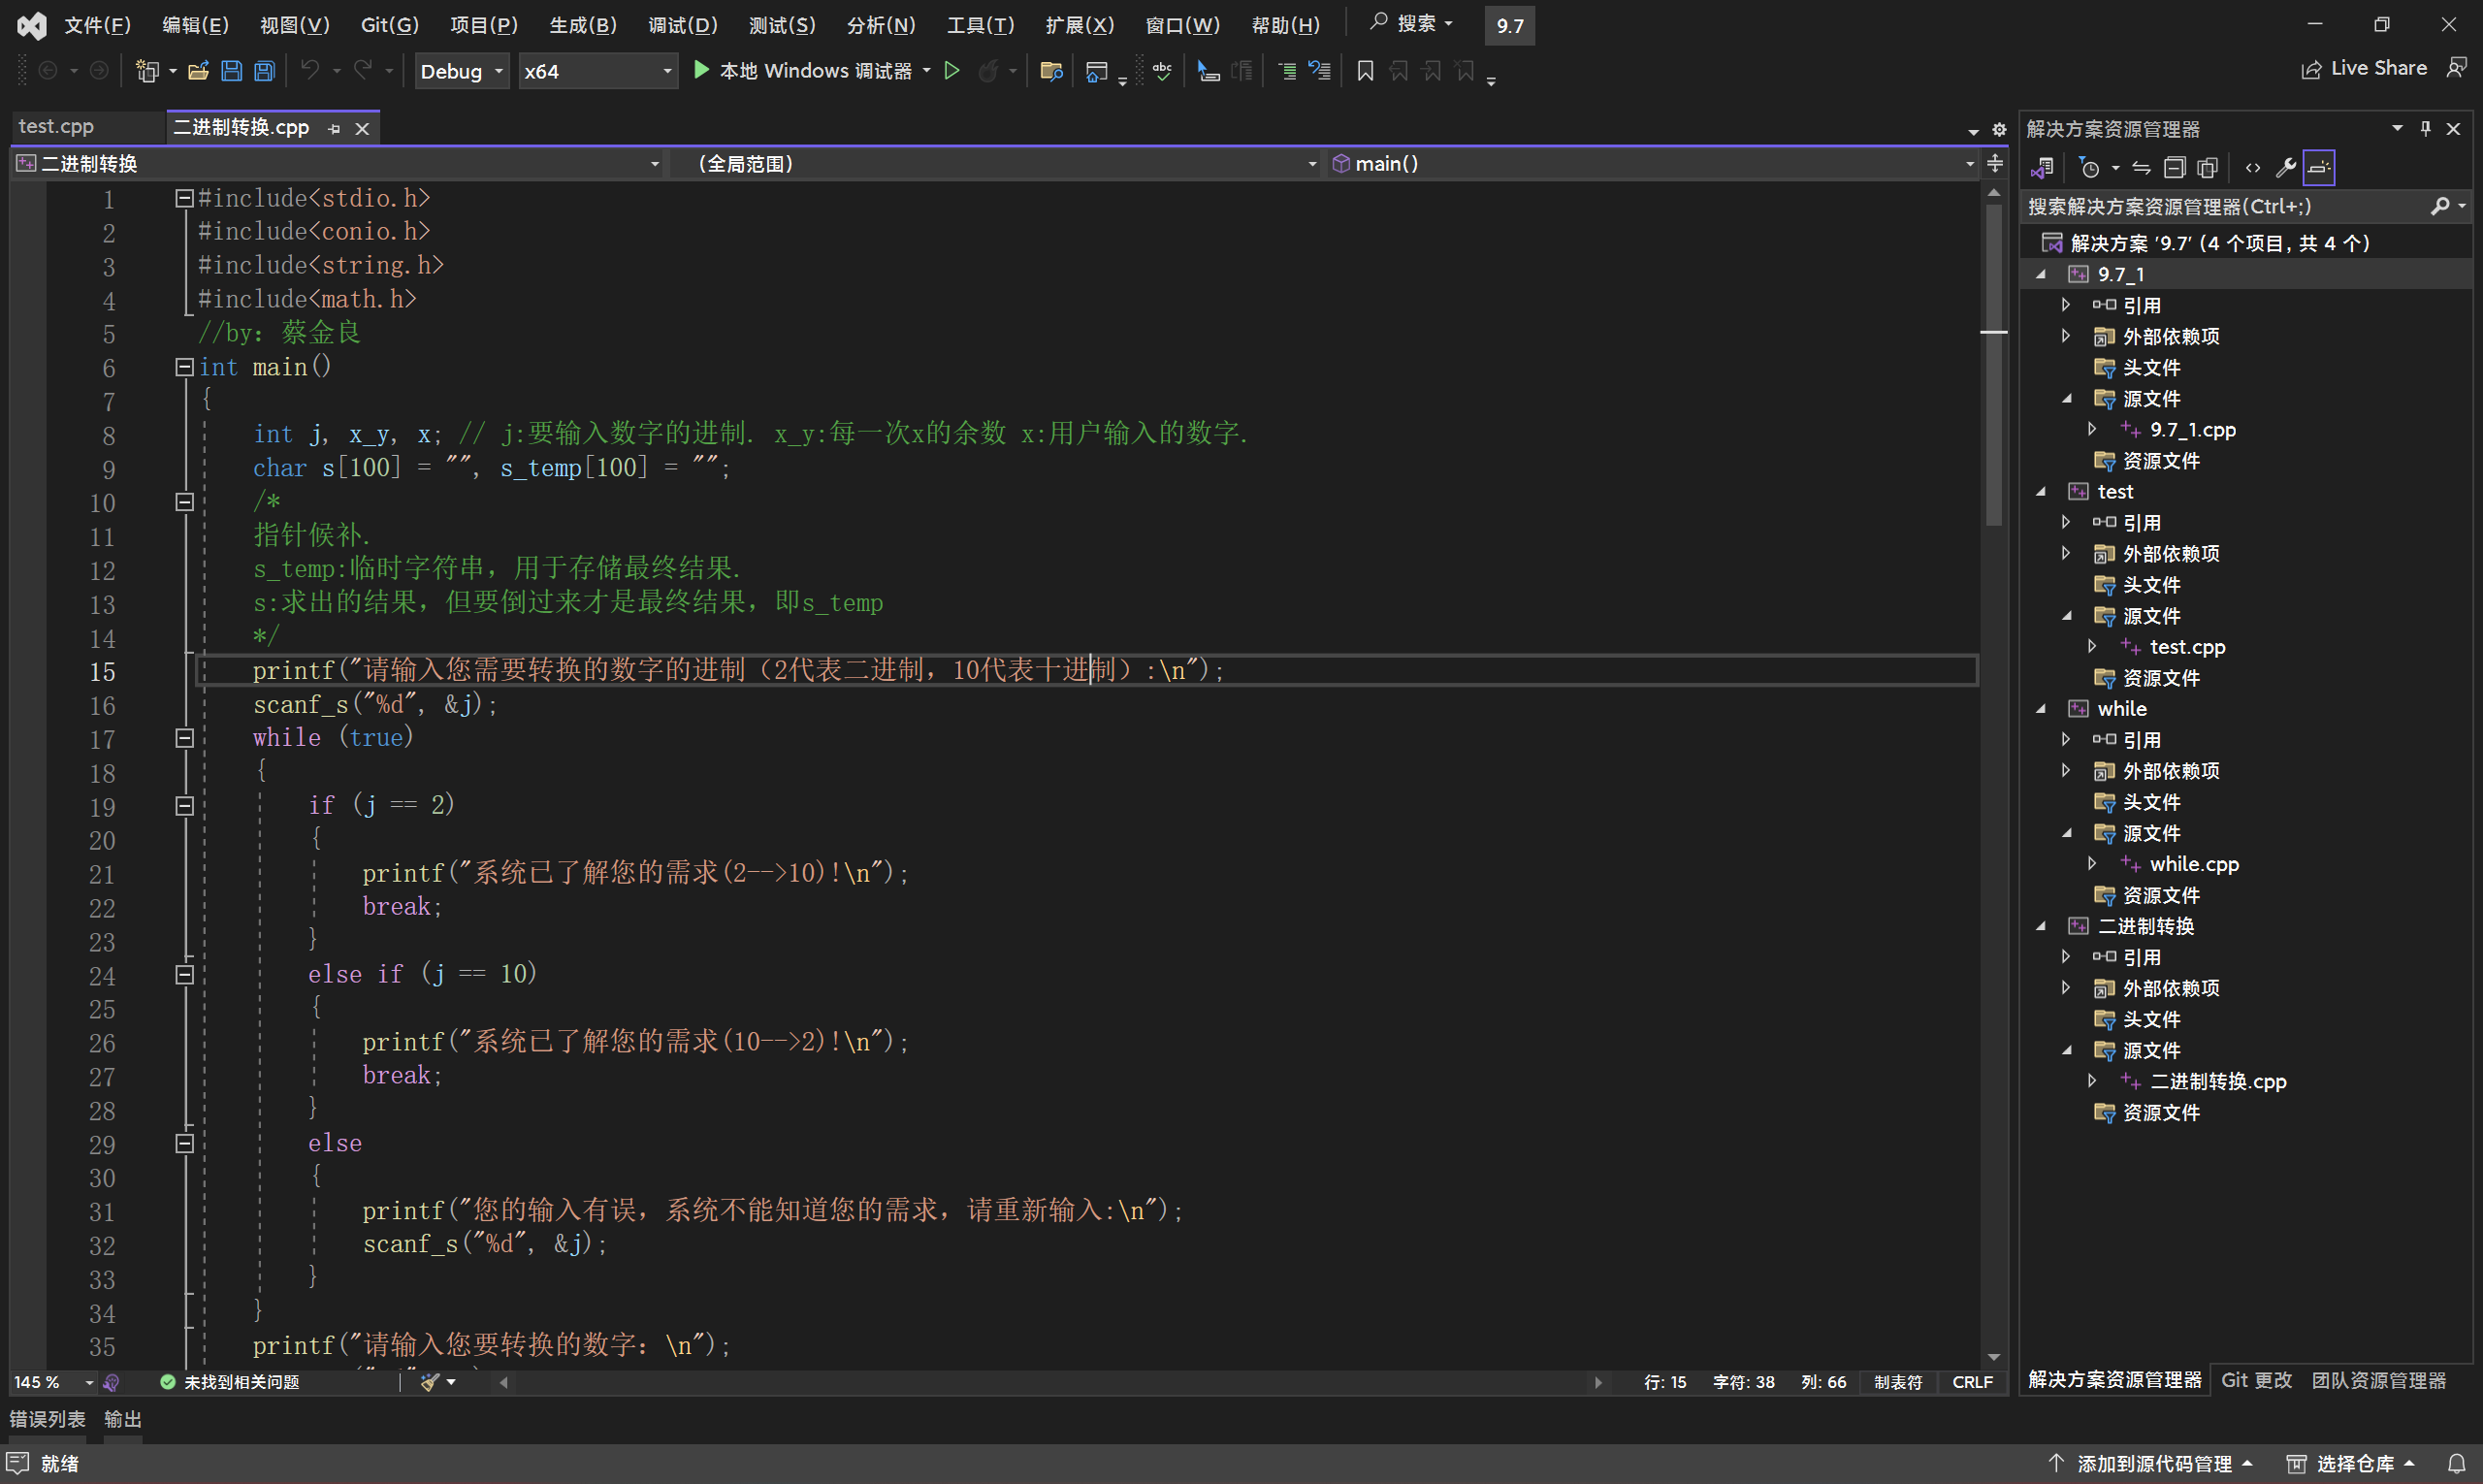 文件(F) 编辑(E) 视图(V) Git(G) 项目(P) 生成(B) 调试(D) 测试(S) 分析(N) 工具(T) 扩展(X) 窗口(W) 帮助(H) 搜索 9.7
Debug x64 本地 Windows 调试器 Live Share
test.cpp 二进制转换.cpp
二进制转换 (全局范围) main()
1 #include<stdio.h>
2 #include<conio.h>
3 #include<string.h>
4 #include<math.h>
5 //by: 蔡金良
6 int main()
7 {
8 int j, x_y, x; // j:要输入数字的进制. x_y:每一次x的余数 x:用户输入的数字.
9 char s[100] = "", s_temp[100] = "";
10 /*
11 指针候补.
12 s_temp:临时字符串，用于存储最终结果.
13 s:求出的结果，但要倒过来才是最终结果，即s_temp
14 */
15 printf("请输入您需要转换的数字的进制（2代表二进制，10代表十进制）:\n");
16 scanf_s("%d", &j);
17 while (true)
18 {
19 if (j == 2)
20 {
21 printf("系统已了解您的需求(2-->10)!\n");
22 break;
23 }
24 else if (j == 10)
25 {
26 printf("系统已了解您的需求(10-->2)!\n");
27 break;
28 }
29 else
30 {
31 printf("您的输入有误，系统不能知道您的需求，请重新输入:\n");
32 scanf_s("%d", &j);
33 }
34 }
35 printf("请输入您要转换的数字：\n");
145 % 未找到相关问题 行: 15 字符: 38 列: 66 制表符 CRLF
解决方案资源管理器
搜索解决方案资源管理器(Ctrl+;)
解决方案 '9.7' (4 个项目, 共 4 个)
9.7_1
引用
外部依赖项
头文件
源文件
9.7_1.cpp
资源文件
test
引用
外部依赖项
头文件
源文件
test.cpp
资源文件
while
引用
外部依赖项
头文件
源文件
while.cpp
资源文件
二进制转换
引用
外部依赖项
头文件
源文件
二进制转换.cpp
资源文件
解决方案资源管理器 Git 更改 团队资源管理器
错误列表 输出
就绪 添加到源代码管理 选择仓库